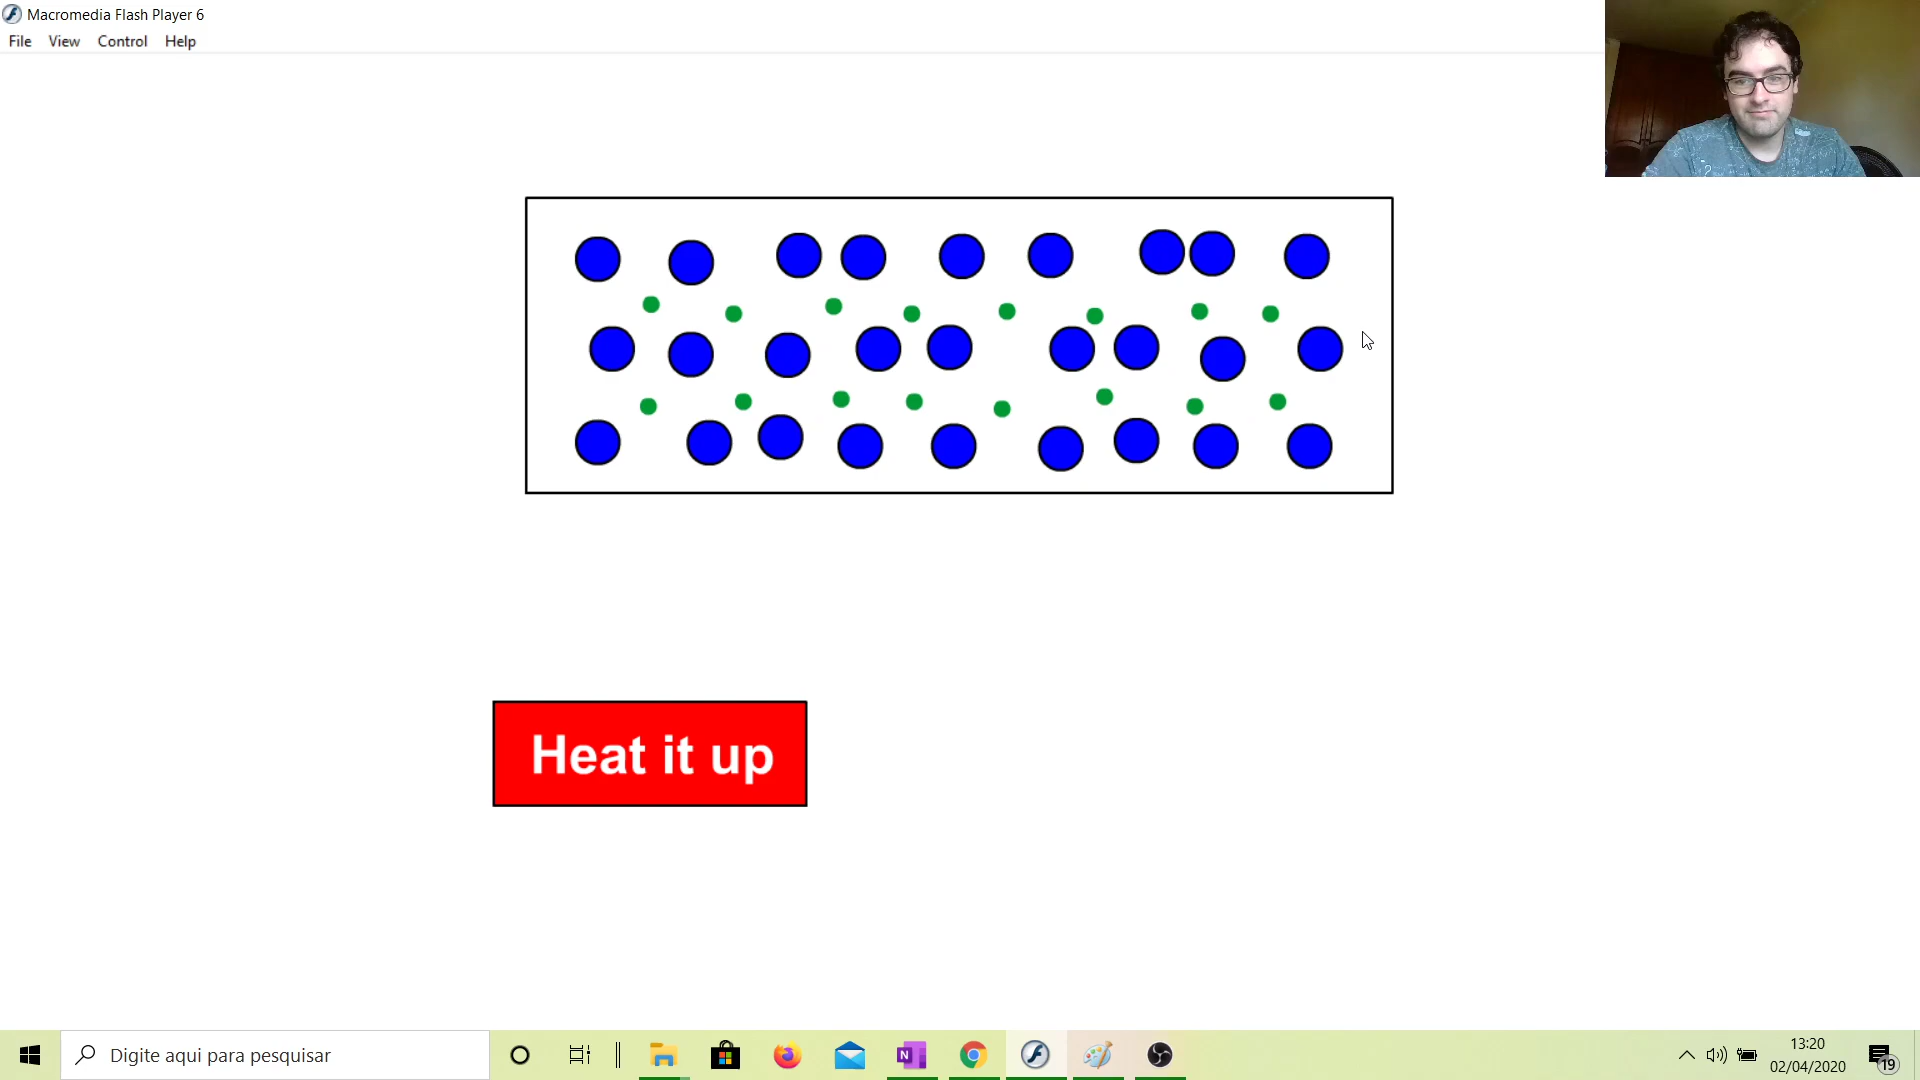 Macromedia Flash Player 6
File View Control Help
Heat it up
Digite aqui para pesquisar
N
13:20
02/04/2020
19